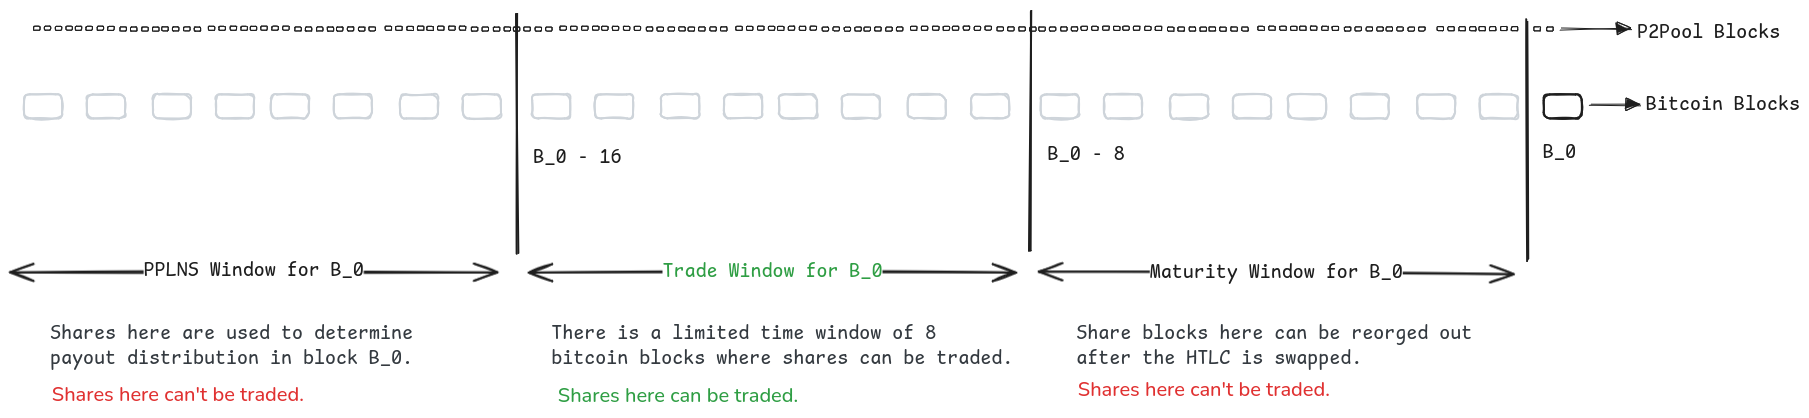 P2Pool Blocks
Bitcoin Blocks
B_0 - 16
B_0 - 8
B_0
PPLNS Window for B_0
Trade Window for B_0
Maturity Window for B_0
Shares here are used to determine
payout distribution in block B_0.
Shares here can't be traded.
There is a limited time window of 8
bitcoin blocks where shares can be traded.
Shares here can be traded.
Share blocks here can be reorged out
after the HTLC is swapped.
Shares here can't be traded.